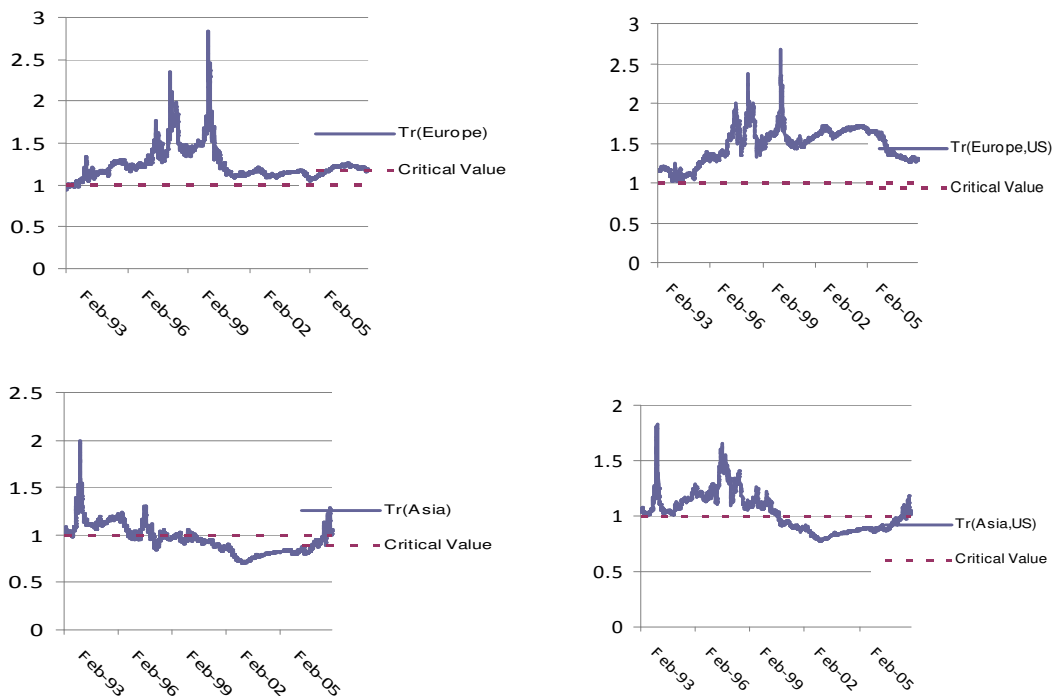 3
2.5
2
1.5
1
0.5
0
Tr(Europe)
Critical Value
Feb-93
Feb-96
Feb-99
Feb-02
Feb-05
3
2.5
2
1.5
1
0.5
0
Tr(Europe,US)
Critical Value
Feb-93
Feb-96
Feb-99
Feb-02
Feb-05
2.5
2
1.5
1
0.5
0
Tr(Asia)
Critical Value
Feb-93
Feb-96
Feb-99
Feb-02
Feb-05
2
1.5
1
0.5
0
Tr(Asia,US)
Critical Value
Feb-93
Feb-96
Feb-99
Feb-02
Feb-05